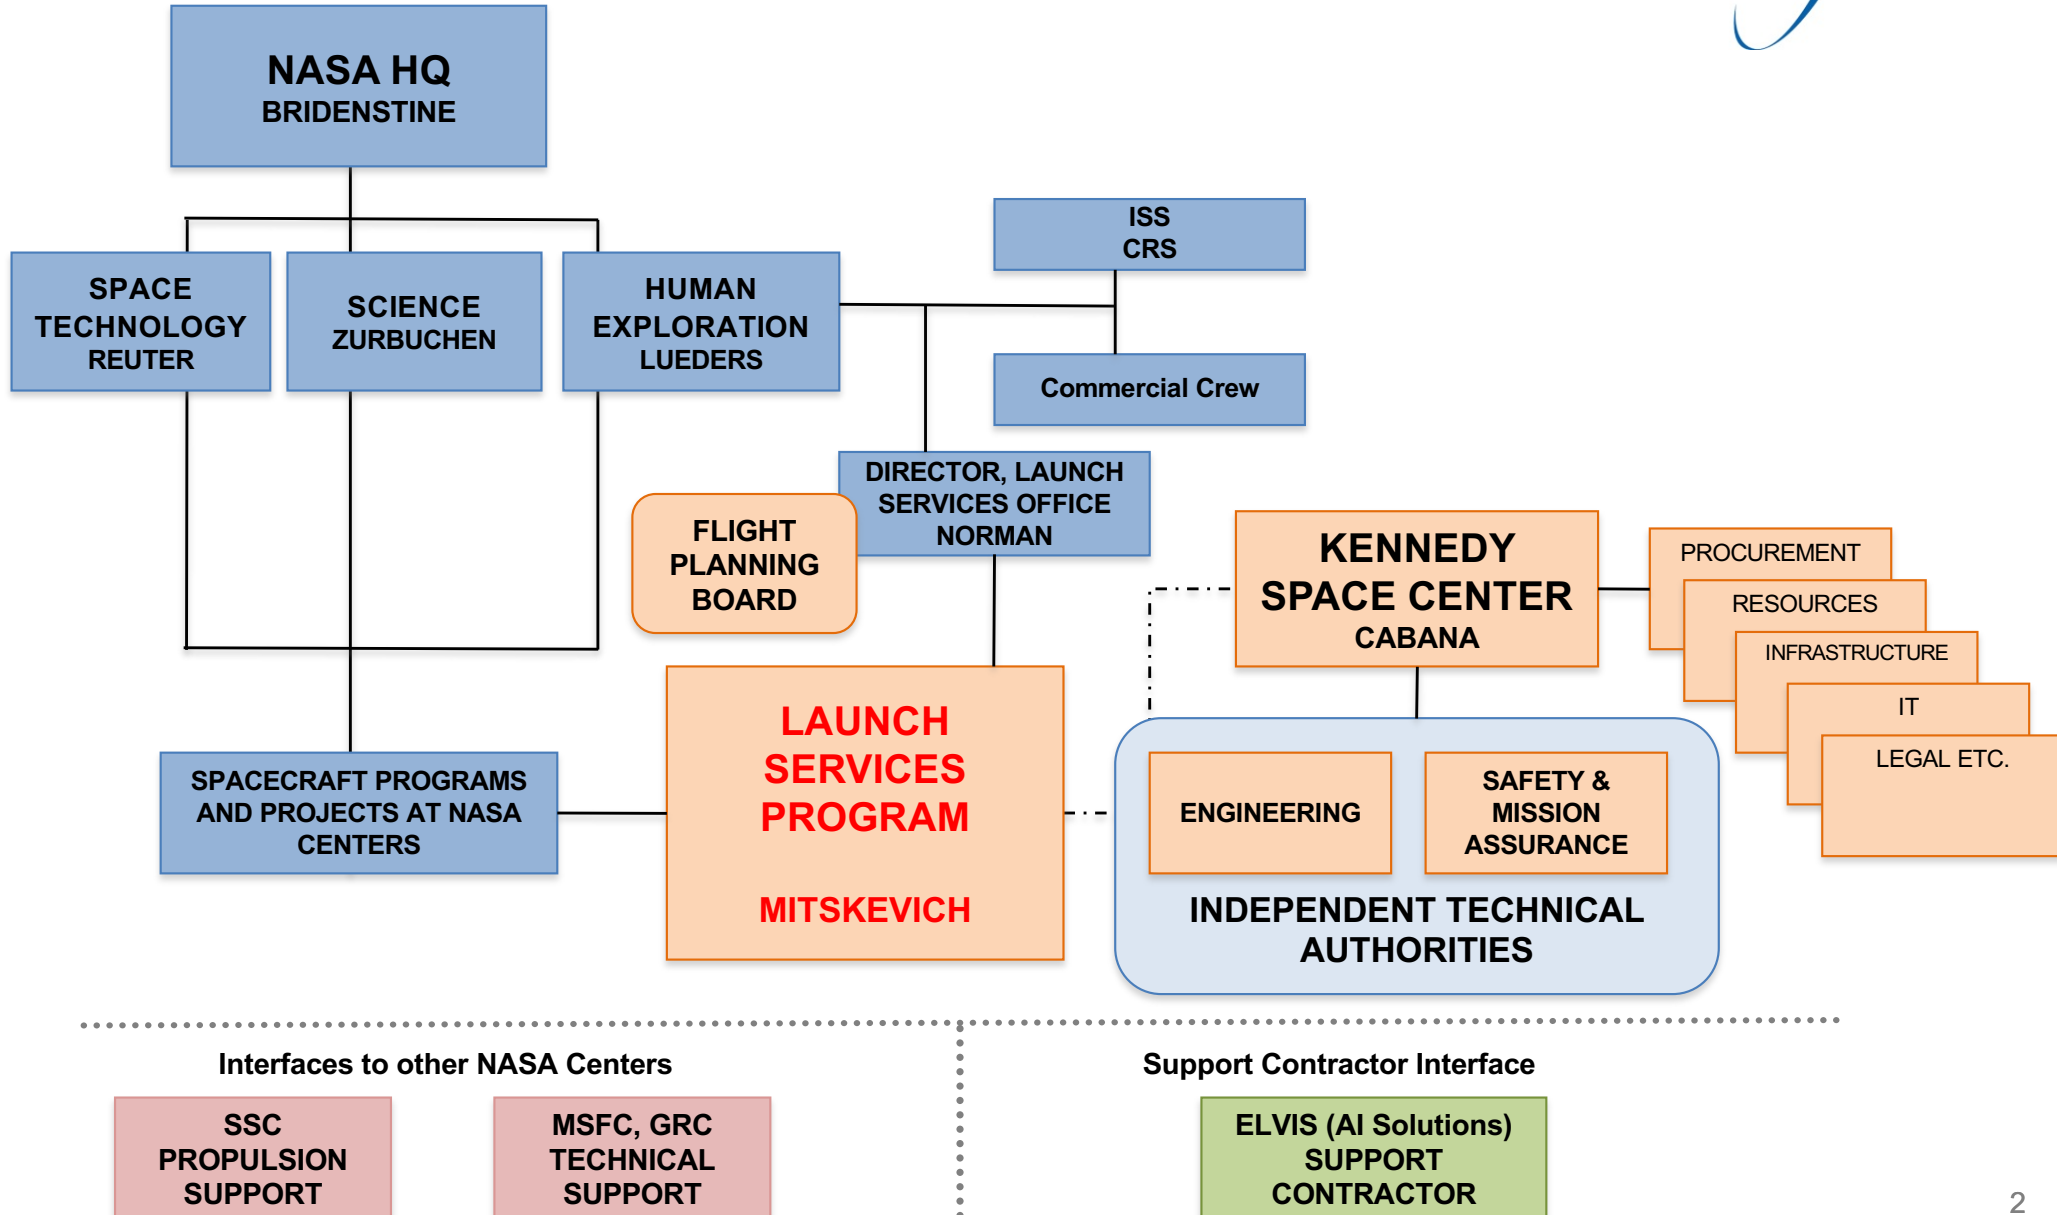 NASA HQ
BRIDENSTINE
ISS
CRS
SPACE
TECHNOLOGY
REUTER
SCIENCE
ZURBUCHEN
HUMAN
EXPLORATION
LUEDERS
Commercial Crew
DIRECTOR, LAUNCH
SERVICES OFFICE
NORMAN
FLIGHT
PLANNING
BOARD
KENNEDY
SPACE CENTER
CABANA
PROCUREMENT
RESOURCES
INFRASTRUCTURE
IT
LEGAL ETC.
SPACECRAFT PROGRAMS
AND PROJECTS AT NASA
CENTERS
LAUNCH
SERVICES
PROGRAM
MITSKEVICH
ENGINEERING
SAFETY &
MISSION
ASSURANCE
INDEPENDENT TECHNICAL
AUTHORITIES
Interfaces to other NASA Centers
SSC
PROPULSION
SUPPORT
MSFC, GRC
TECHNICAL
SUPPORT
Support Contractor Interface
ELVIS (AI Solutions)
SUPPORT
CONTRACTOR
2